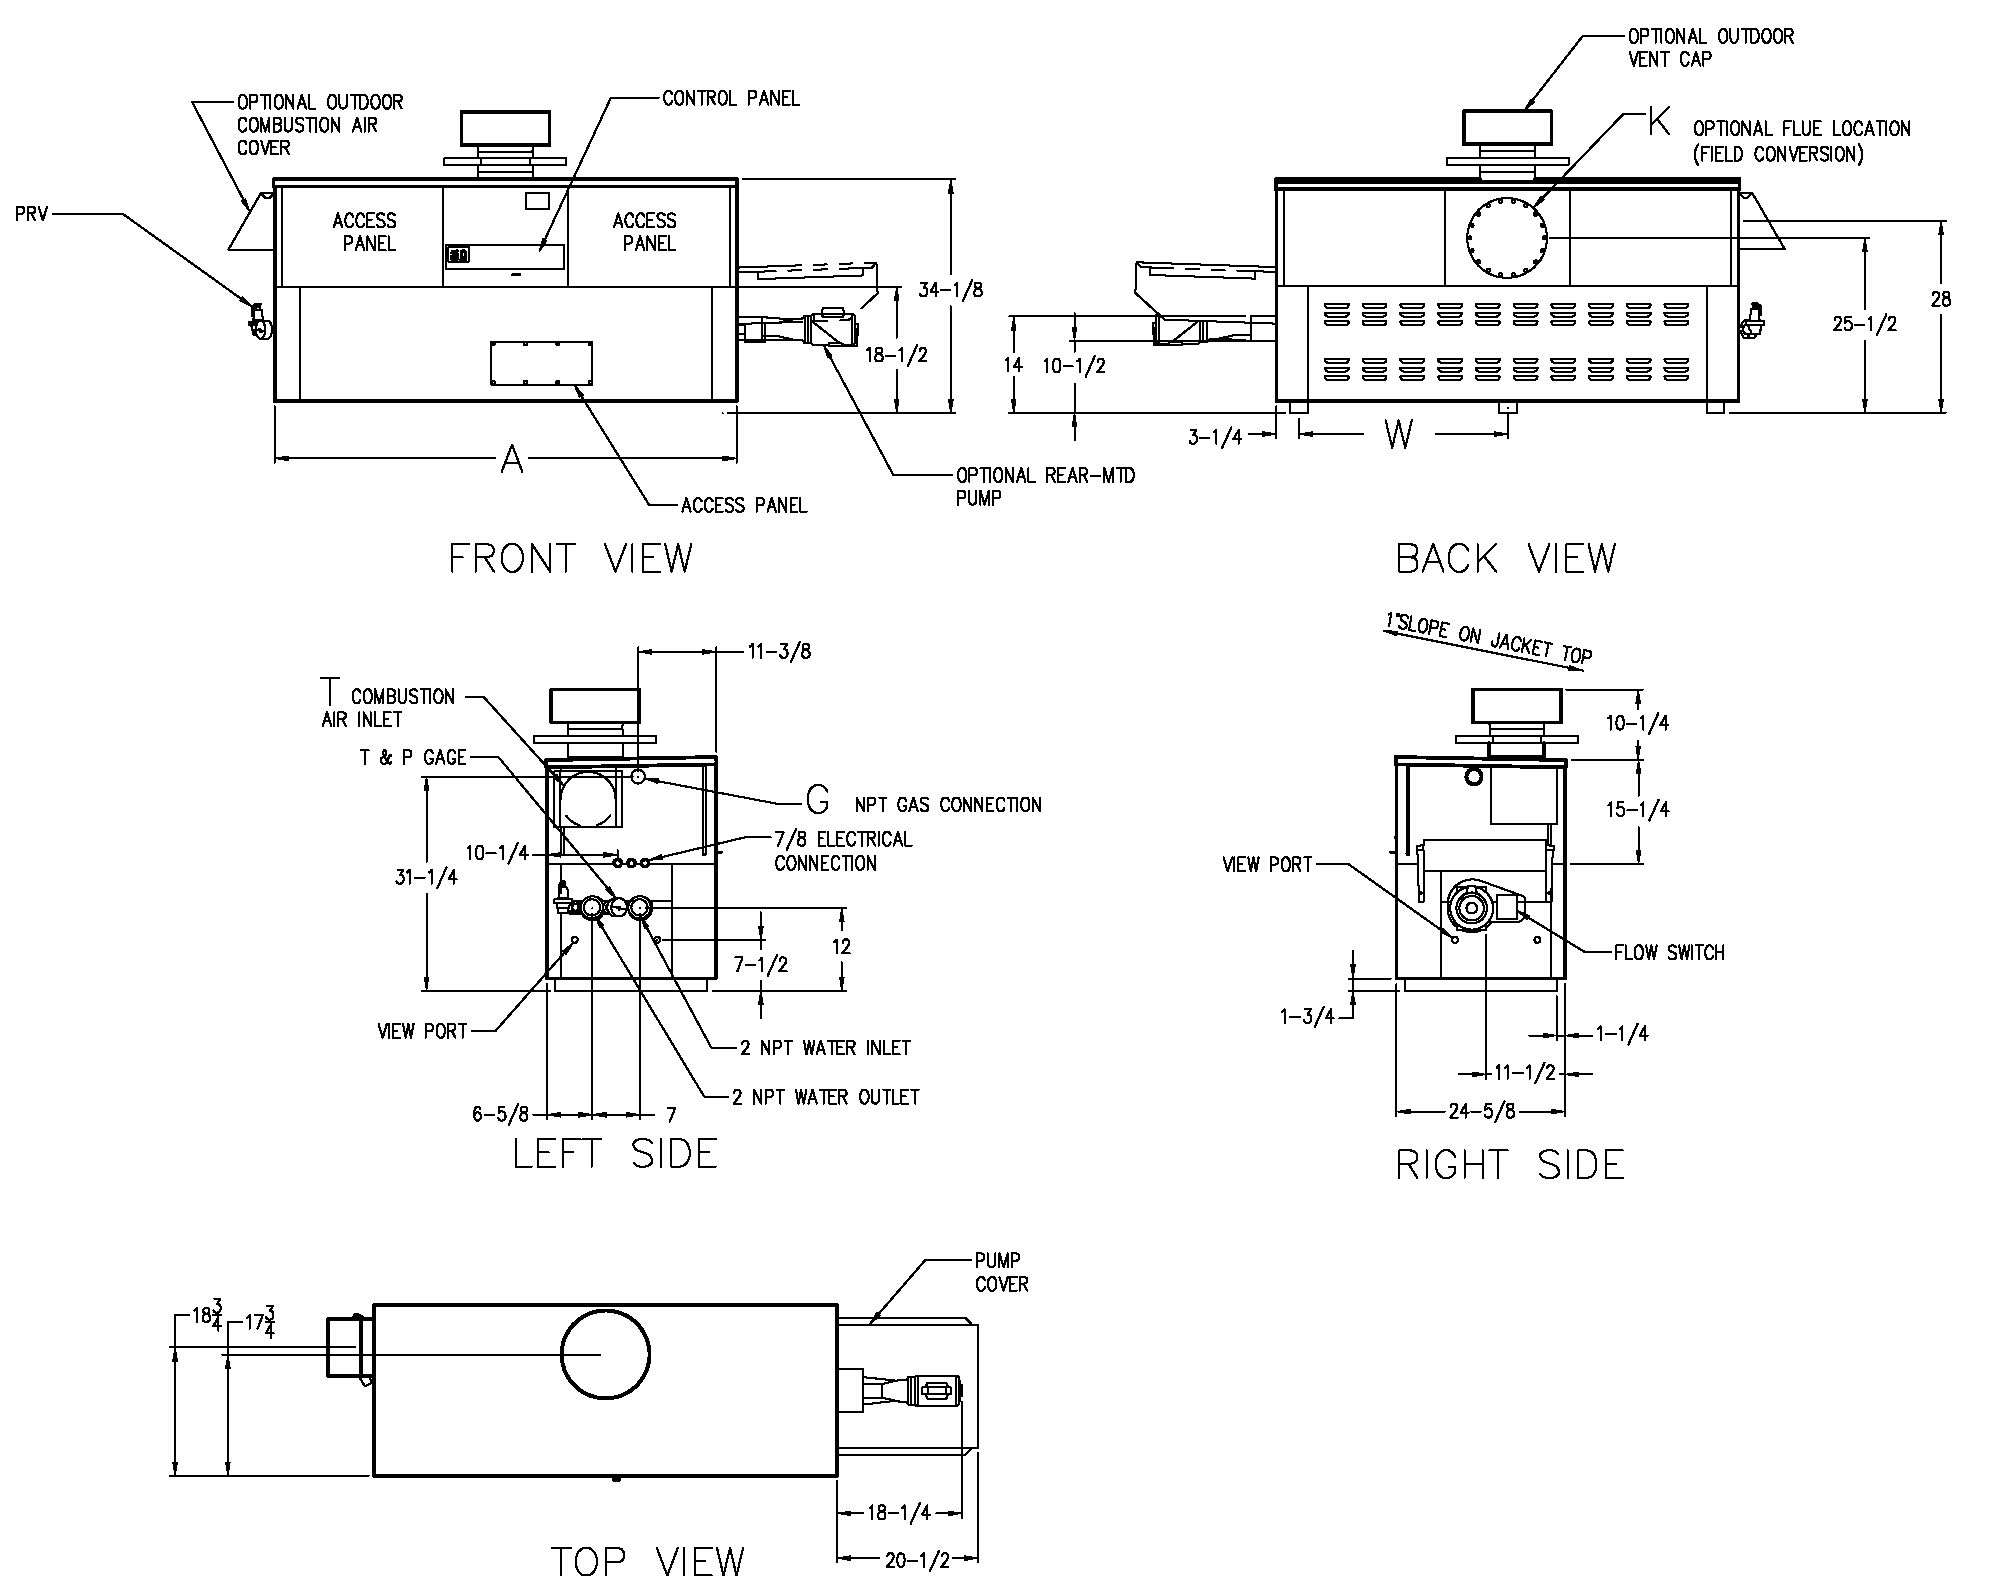 OPTIONAL OUTDOOR
COMBUSTION AIR
COVER
CONTROL PANEL
PRV
ACCESS
PANEL
ACCESS
PANEL
34-1/8
18-1/2
A
OPTIONAL REAR-MTD
PUMP
ACCESS PANEL
FRONT VIEW
OPTIONAL OUTDOOR
VENT CAP
K OPTIONAL FLUE LOCATION
(FIELD CONVERSION)
28
25-1/2
14
10-1/2
3-1/4
W
BACK VIEW
11-3/8
T COMBUSTION
AIR INLET
T & P GAGE
G NPT GAS CONNECTION
7/8 ELECTRICAL
CONNECTION
10-1/4
31-1/4
12
7-1/2
VIEW PORT
2 NPT WATER INLET
2 NPT WATER OUTLET
6-5/8
7
LEFT SIDE
1"SLOPE ON JACKET TOP
10-1/4
15-1/4
VIEW PORT
FLOW SWITCH
1-3/4
1-1/4
11-1/2
24-5/8
RIGHT SIDE
PUMP
COVER
18 3/4
17 3/4
18-1/4
20-1/2
TOP VIEW